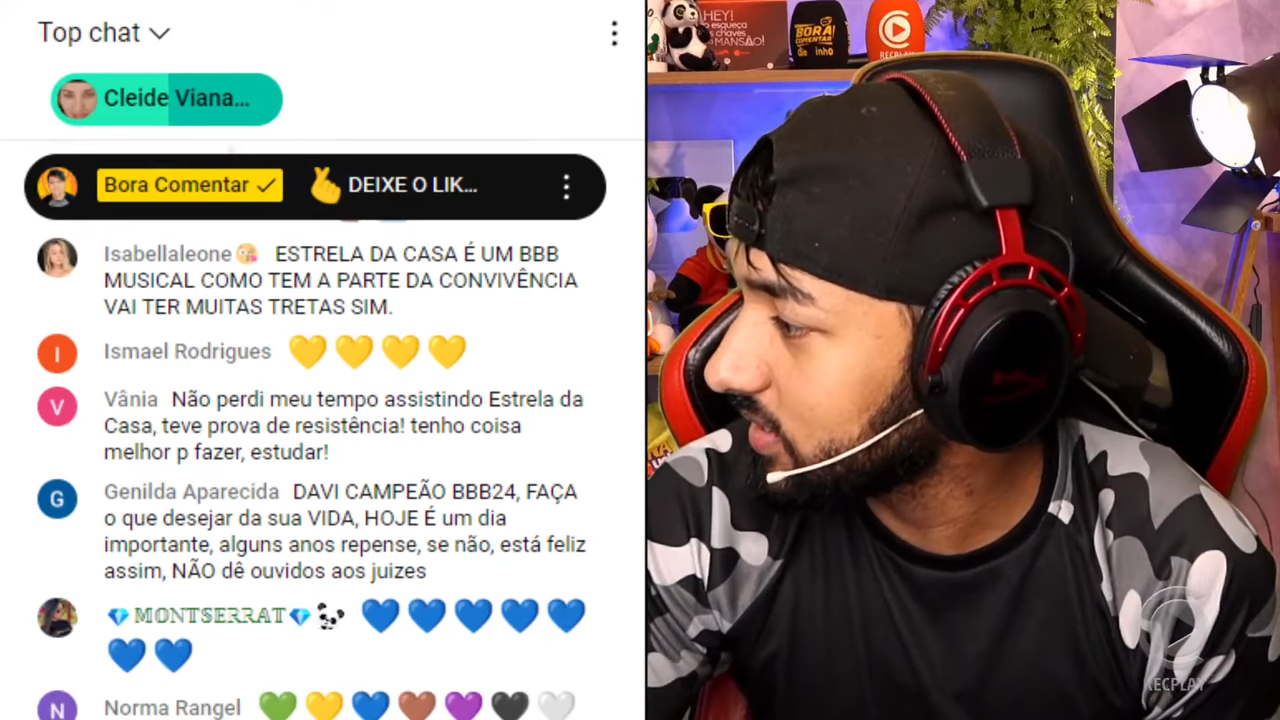 Top chat
Cleide Viana...
Bora Comentar
DEIXE O LIK...
Isabellaleone ESTRELA DA CASA É UM BBB
MUSICAL COMO TEM A PARTE DA CONVIVÊNCIA
VAI TER MUITAS TRETAS SIM.
I
Ismael Rodrigues
V
Vânia Não perdi meu tempo assistindo Estrela da
Casa, teve prova de resistência! tenho coisa
melhor p fazer, estudar!
G
Genilda Aparecida DAVI CAMPEÃO BBB24, FAÇA
o que desejar da sua VIDA, HOJE É um dia
importante, alguns anos repense, se não, está feliz
assim, NÃO dê ouvidos aos juizes
MONTSERRAT
N
Norma Rangel
HEY!
esqueça
chaves
MANSÃO!
BORA
COMENTAR
RECPLAY
RECPLAY